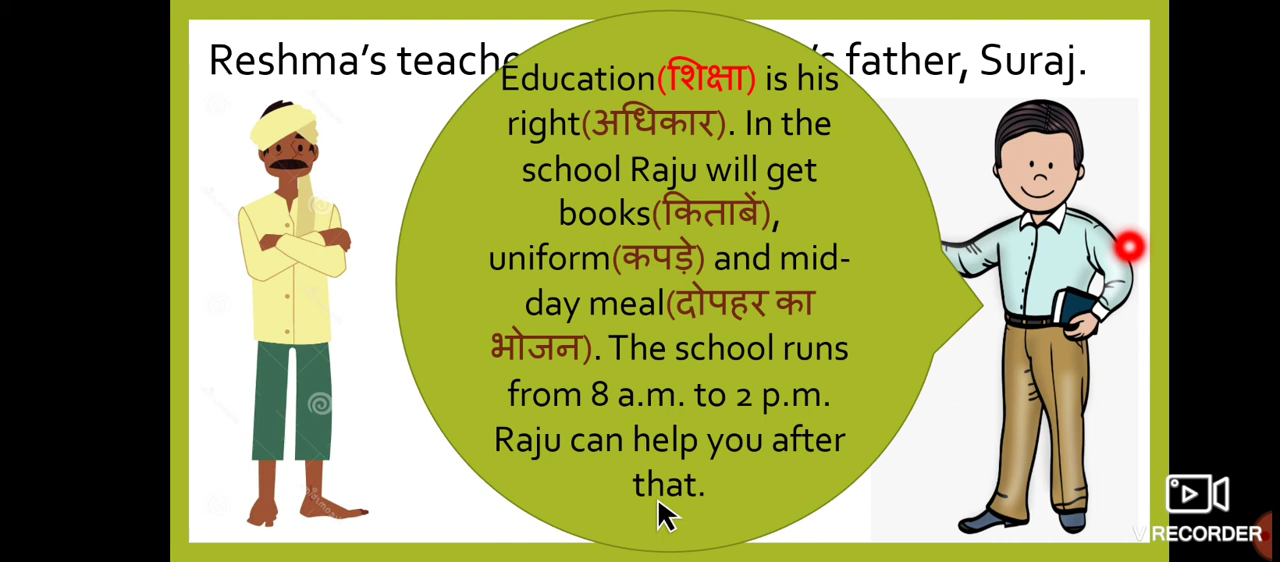 Reshma's teache 's father, Suraj.
Education(शिक्षा) is his
right(अधिकार). In the
school Raju will get
books(किताबें),
uniform(कपड़े) and mid-
day meal(दोपहर का
भोजन). The school runs
from 8 a.m. to 2 p.m.
Raju can help you after
that.
V RECORDER